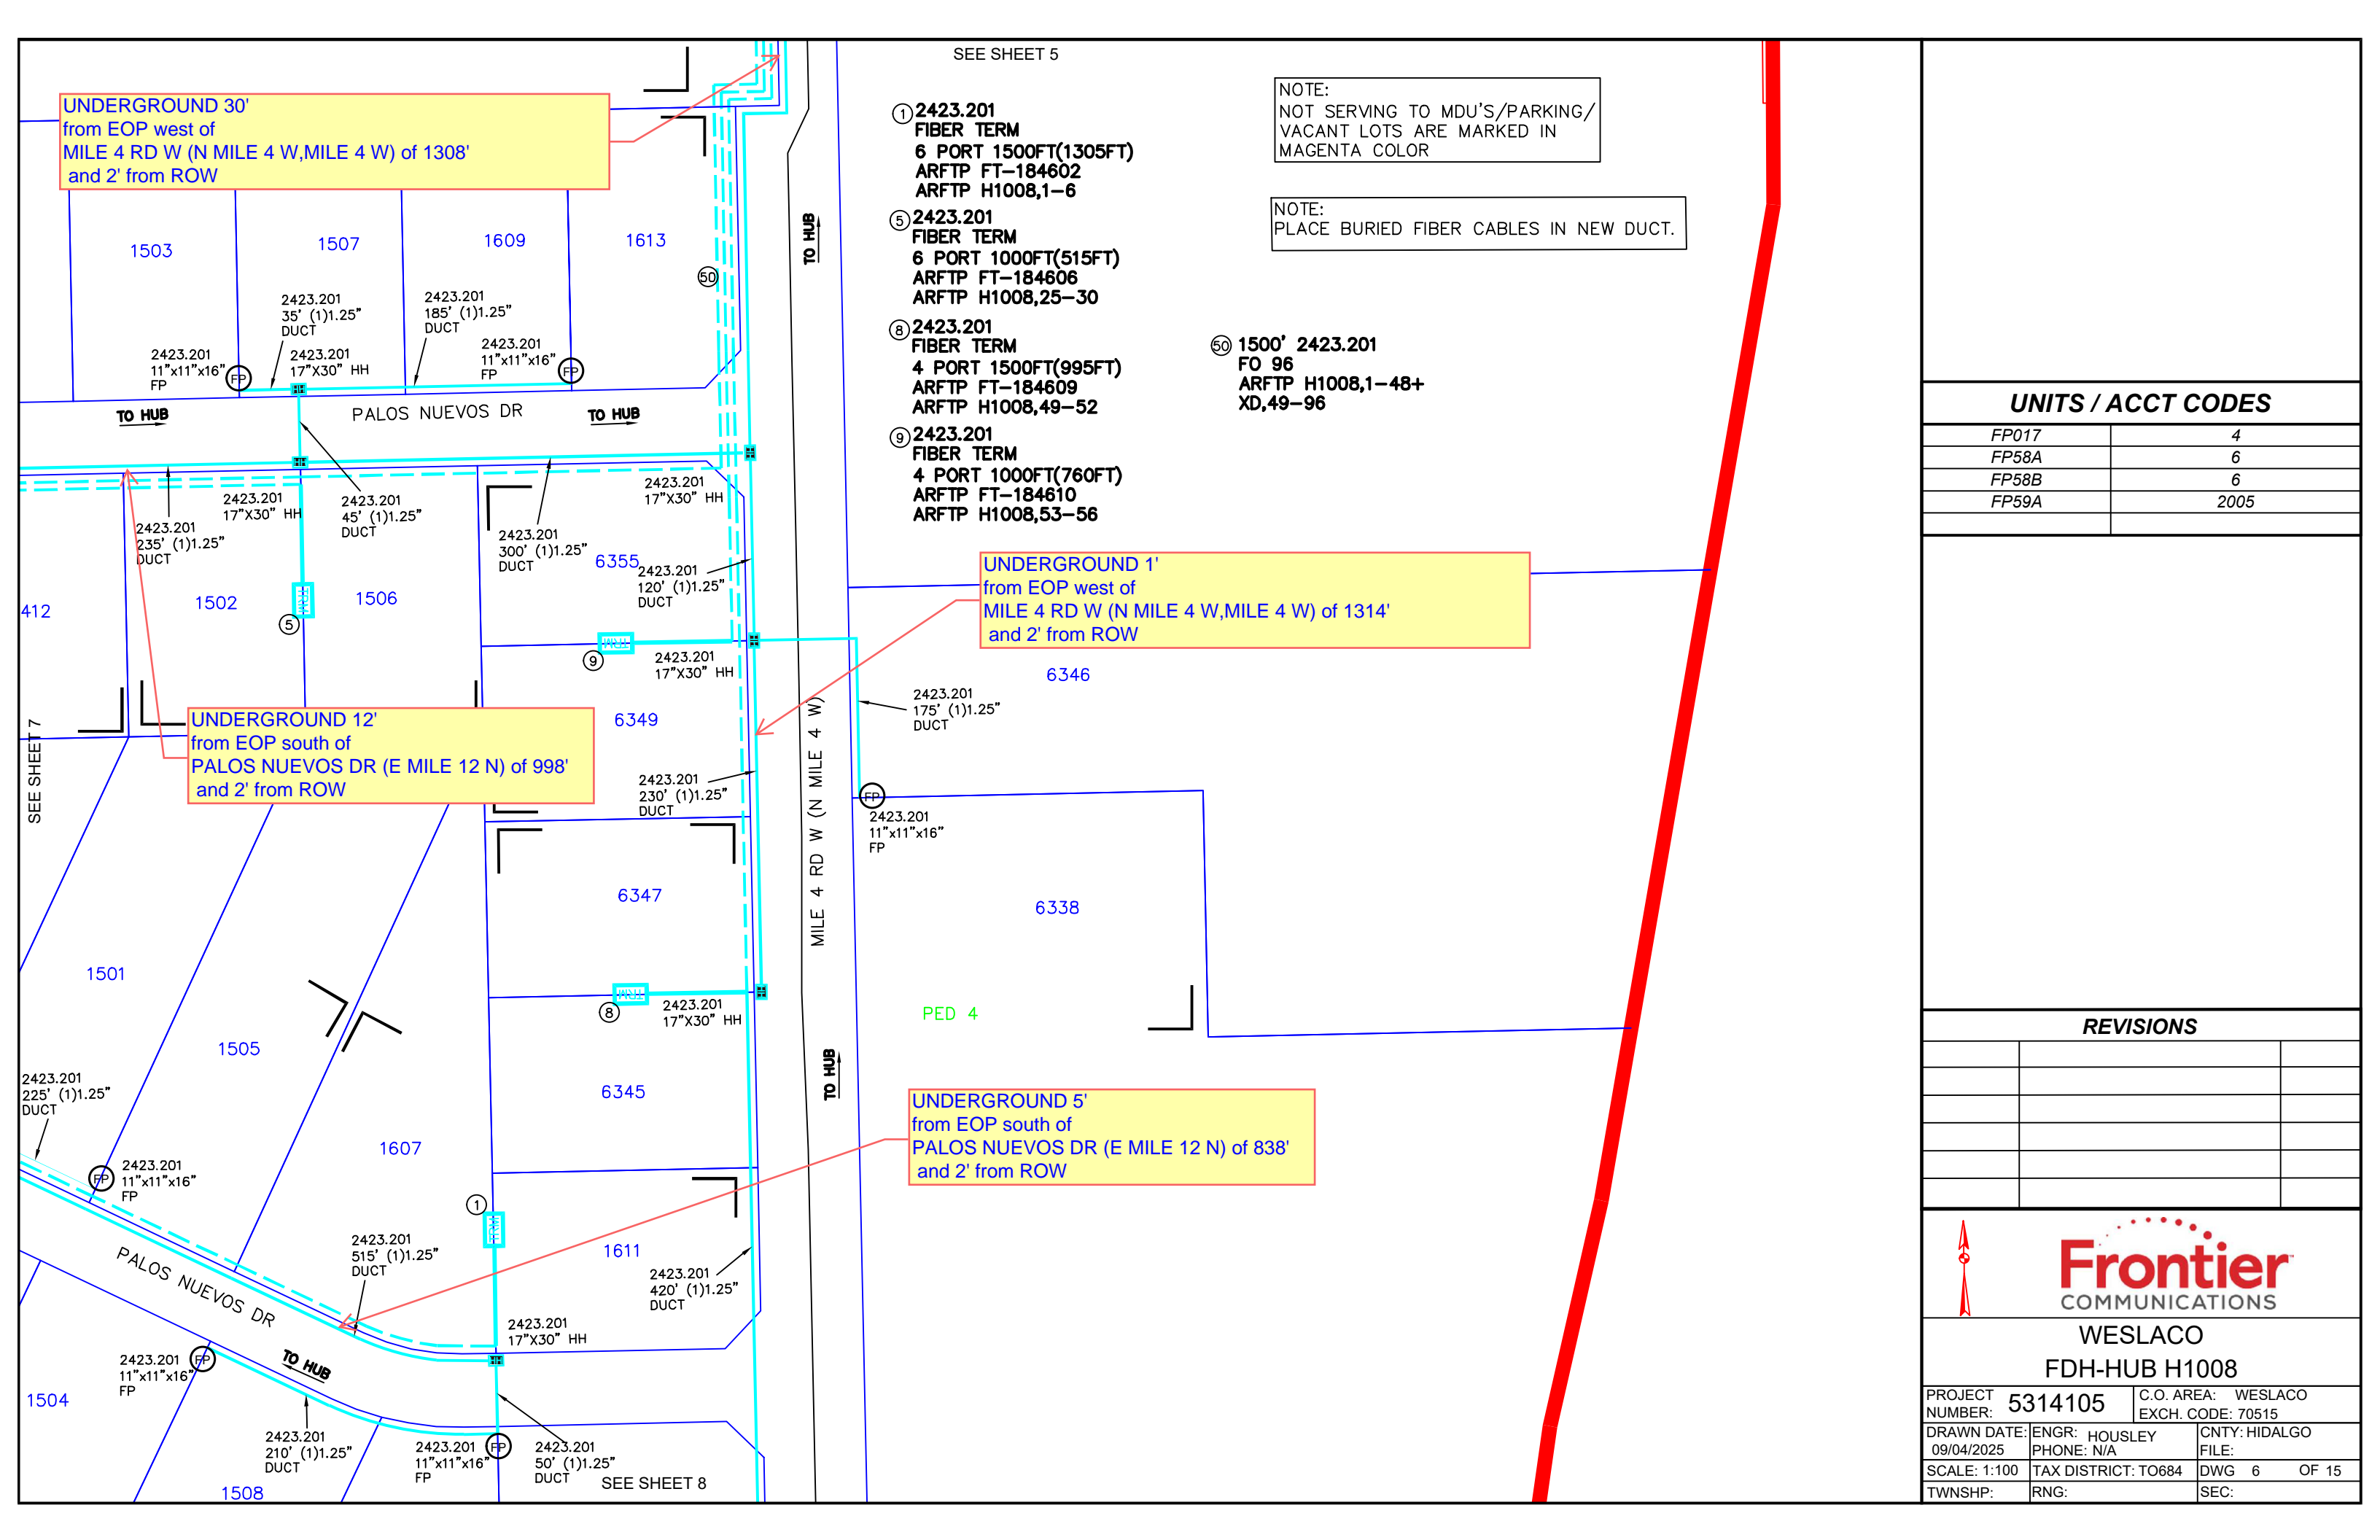 SEE SHEET 5
UNDERGROUND 30'
from EOP west of
MILE 4 RD W (N MILE 4 W,MILE 4 W) of 1308'
and 2' from ROW
1503
1507
1609
1613
50
TO HUB
2423.201
35' (1)1.25"
DUCT
2423.201
185' (1)1.25"
DUCT
2423.201
11"x11"x16"
FP
FP
2423.201
17"X30" HH
2423.201
11"x11"x16"
FP
FP
TO HUB
PALOS NUEVOS DR
TO HUB
1 2423.201
FIBER TERM
6 PORT 1500FT(1305FT)
ARFTP FT-184602
ARFTP H1008,1-6
5 2423.201
FIBER TERM
6 PORT 1000FT(515FT)
ARFTP FT-184606
ARFTP H1008,25-30
8 2423.201
FIBER TERM
4 PORT 1500FT(995FT)
ARFTP FT-184609
ARFTP H1008,49-52
9 2423.201
FIBER TERM
4 PORT 1000FT(760FT)
ARFTP FT-184610
ARFTP H1008,53-56
NOTE:
NOT SERVING TO MDU'S/PARKING/
VACANT LOTS ARE MARKED IN
MAGENTA COLOR
NOTE:
PLACE BURIED FIBER CABLES IN NEW DUCT.
50 1500' 2423.201
FO 96
ARFTP H1008,1-48+
XD,49-96
2423.201
235' (1)1.25"
DUCT
2423.201
17"X30" HH
2423.201
45' (1)1.25"
DUCT
2423.201
300' (1)1.25"
DUCT
2423.201
17"X30" HH
412
1502
1506
6355
TRM
5
2423.201
120' (1)1.25"
DUCT
TRM
9
2423.201
17"X30" HH
UNDERGROUND 1'
from EOP west of
MILE 4 RD W (N MILE 4 W,MILE 4 W) of 1314'
and 2' from ROW
6346
2423.201
175' (1)1.25"
DUCT
SEE SHEET 7
UNDERGROUND 12'
from EOP south of
PALOS NUEVOS DR (E MILE 12 N) of 998'
and 2' from ROW
6349
2423.201
230' (1)1.25"
DUCT
MILE 4 RD W (N MILE 4 W)
FP
2423.201
11"x11"x16"
FP
6347
6338
1501
TRM
8
2423.201
17"X30" HH
PED 4
1505
6345
TO HUB
2423.201
225' (1)1.25"
DUCT
UNDERGROUND 5'
from EOP south of
PALOS NUEVOS DR (E MILE 12 N) of 838'
and 2' from ROW
1607
FP
2423.201
11"x11"x16"
FP
1
TRM
1611
2423.201
515' (1)1.25"
DUCT
2423.201
420' (1)1.25"
DUCT
PALOS NUEVOS DR
2423.201
17"X30" HH
TO HUB
2423.201
11"x11"x16"
FP
FP
1504
2423.201
210' (1)1.25"
DUCT
2423.201
11"x11"x16"
FP
FP
2423.201
50' (1)1.25"
DUCT
SEE SHEET 8
1508
UNITS / ACCT CODES
FP017 4
FP58A 6
FP58B 6
FP59A 2005
REVISIONS
Frontier
COMMUNICATIONS
WESLACO
FDH-HUB H1008
PROJECT NUMBER: 5314105
C.O. AREA: WESLACO
EXCH. CODE: 70515
DRAWN DATE: 09/04/2025
ENGR: HOUSLEY
PHONE: N/A
CNTY: HIDALGO
FILE:
SCALE: 1:100
TAX DISTRICT: TO684
DWG 6 OF 15
TWNSHP:
RNG:
SEC: